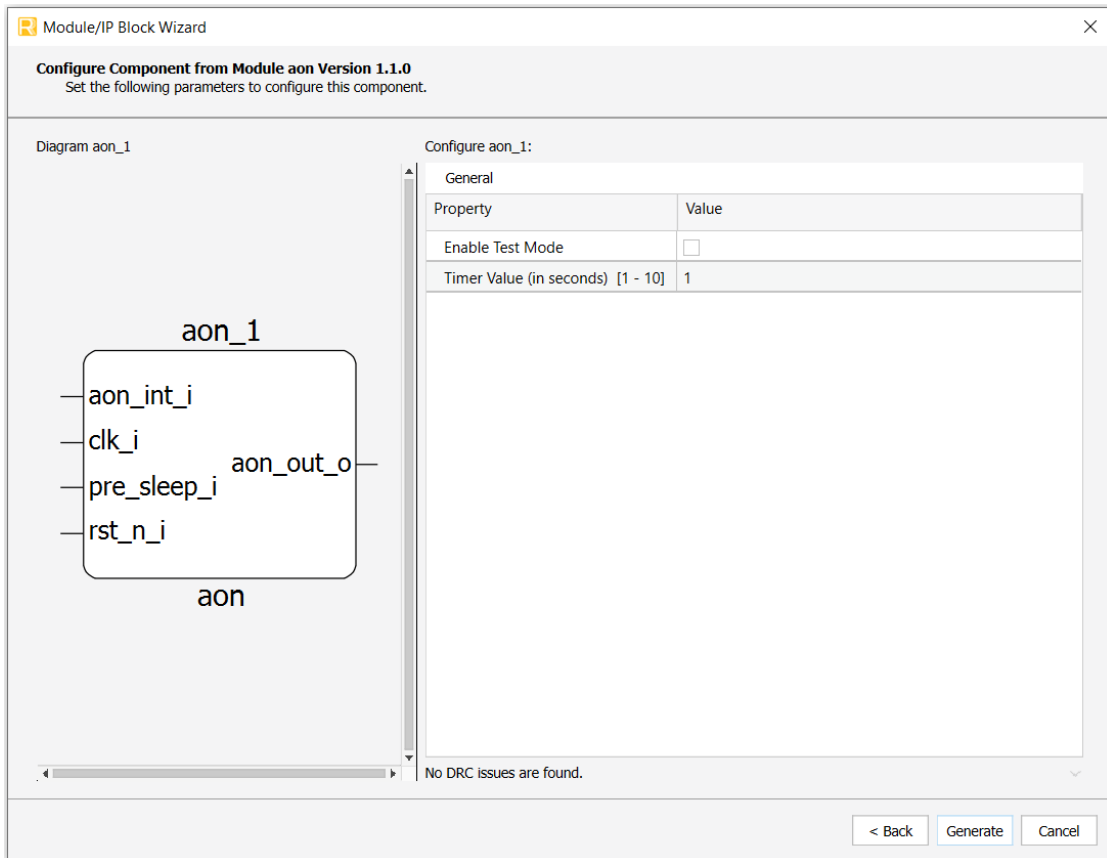 Module/IP Block Wizard
Configure Component from Module aon Version 1.1.0
Set the following parameters to configure this component.
Diagram aon_1
Configure aon_1:
General
Property Value
Enable Test Mode
Timer Value (in seconds) [1 - 10] 1
aon_1
aon_int_i
clk_i
aon_out_o
pre_sleep_i
rst_n_i
aon
No DRC issues are found.
< Back Generate Cancel